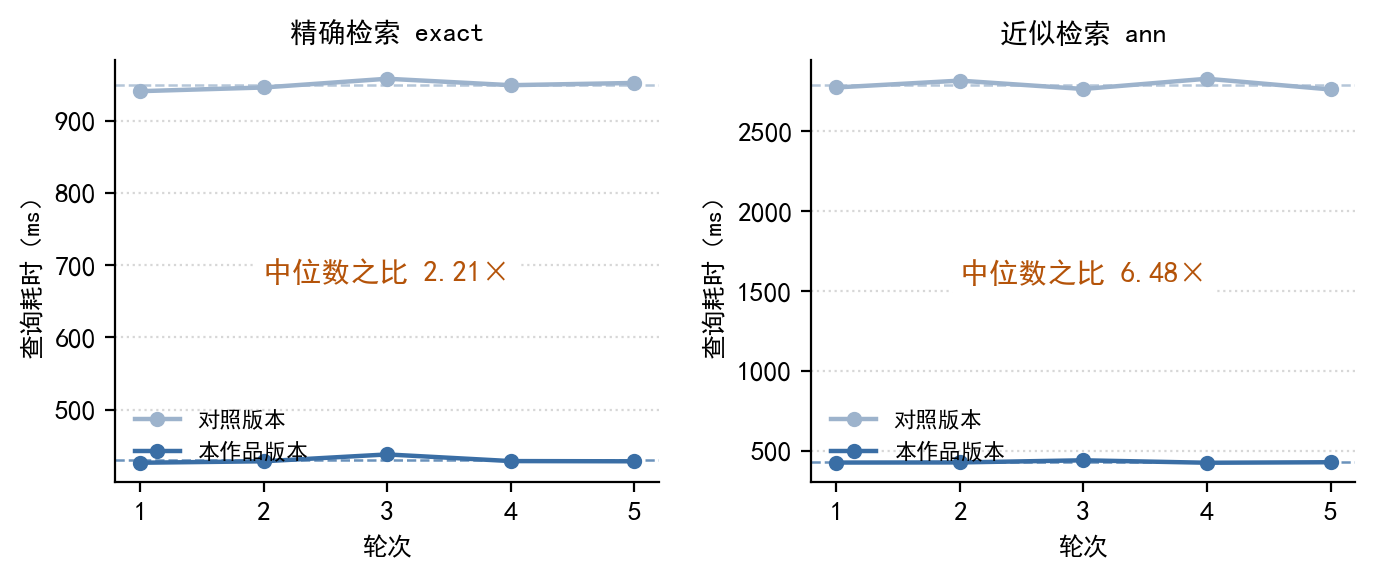 精确检索 exact
查询耗时 (ms)
900
800
700
600
500
中位数之比 2.21×
对照版本
本作品版本
1 2 3 4 5
轮次
近似检索 ann
查询耗时 (ms)
2500
2000
1500
1000
500
中位数之比 6.48×
对照版本
本作品版本
1 2 3 4 5
轮次